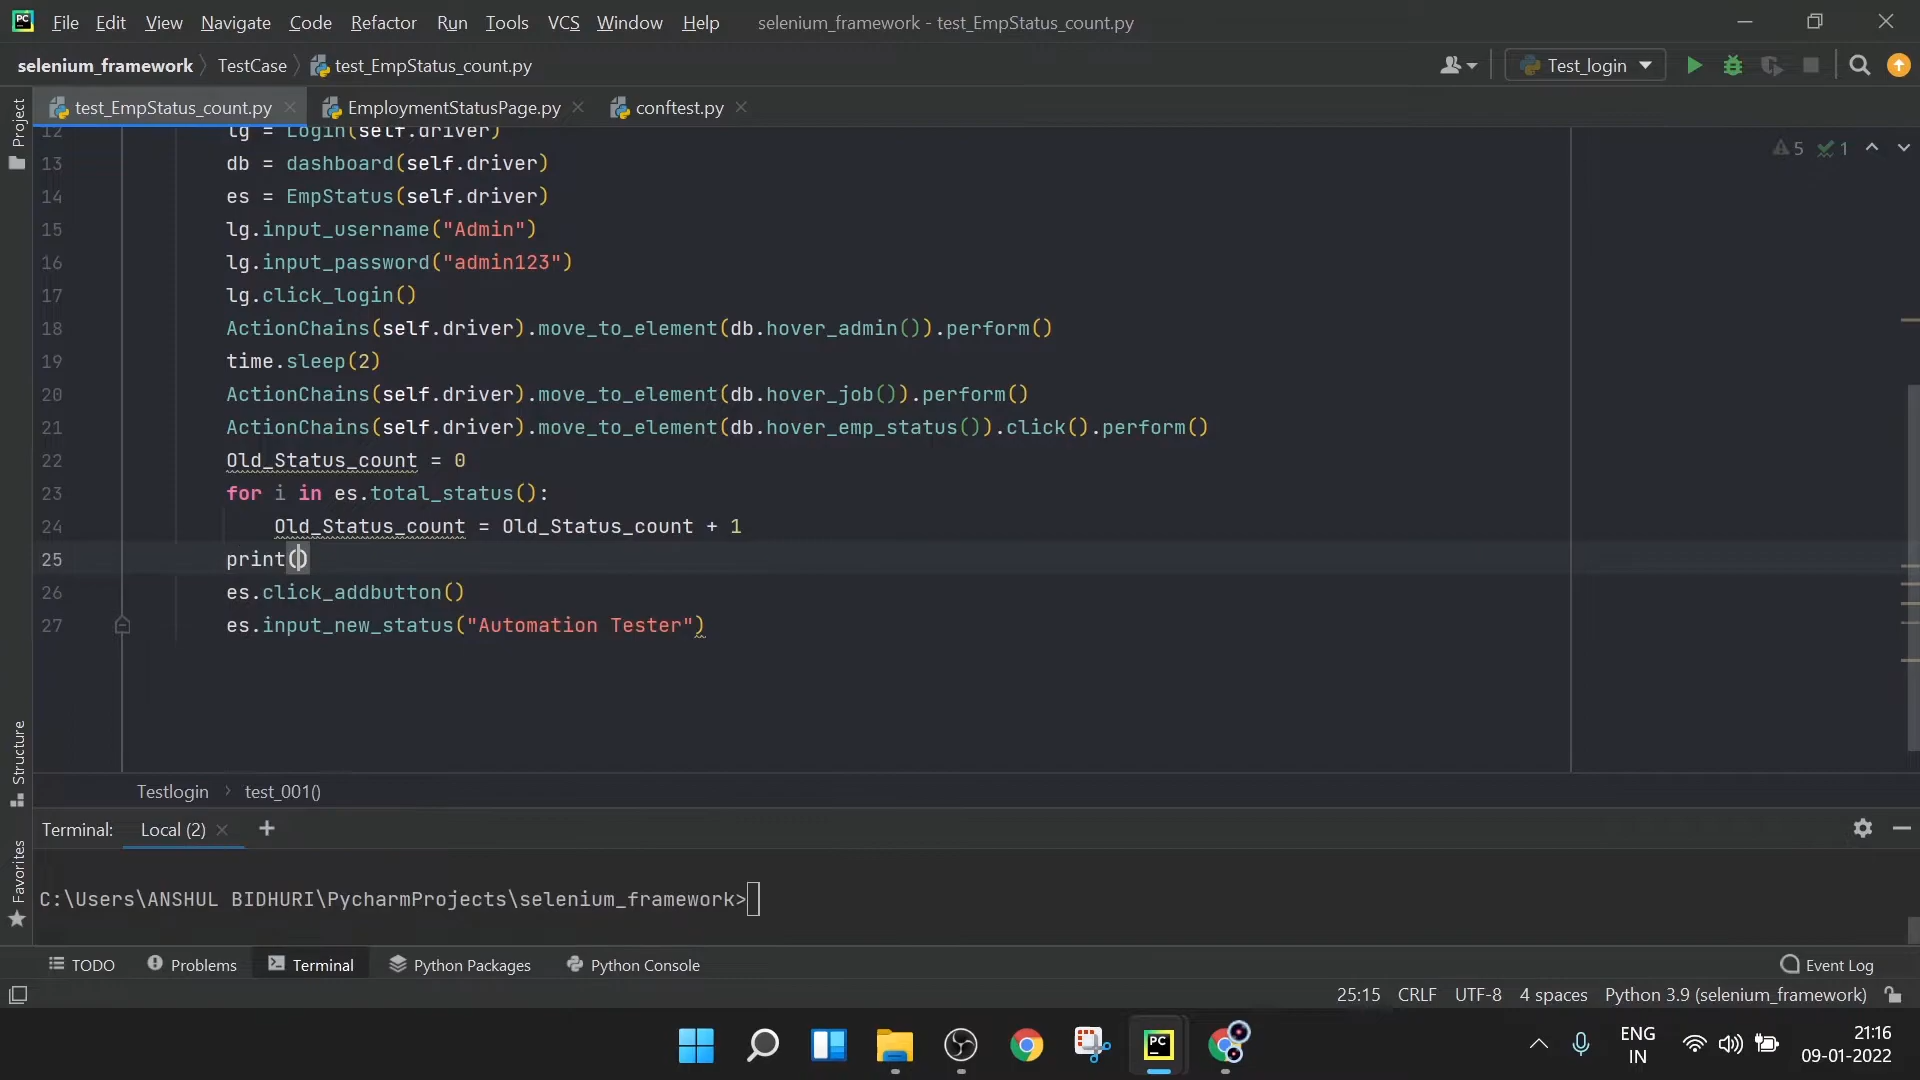 PC File Edit View Navigate Code Refactor Run Tools VCS Window Help selenium_framework - test_EmpStatus_count.py
selenium_framework TestCase test_EmpStatus_count.py Test_login
Project
test_EmpStatus_count.py EmploymentStatusPage.py conftest.py
5 1
12 lg = Login(self.driver)
13 db = dashboard(self.driver)
14 es = EmpStatus(self.driver)
15 lg.input_username("Admin")
16 lg.input_password("admin123")
17 lg.click_login()
18 ActionChains(self.driver).move_to_element(db.hover_admin()).perform()
19 time.sleep(2)
20 ActionChains(self.driver).move_to_element(db.hover_job()).perform()
21 ActionChains(self.driver).move_to_element(db.hover_emp_status()).click().perform()
22 Old_Status_count = 0
23 for i in es.total_status():
24 Old_Status_count = Old_Status_count + 1
25 print()
26 es.click_addbutton()
27 es.input_new_status("Automation Tester")
Structure
Favorites
Testlogin test_001()
Terminal: Local (2) +
C:\Users\ANSHUL BIDHURI\PycharmProjects\selenium_framework>
TODO Problems Terminal Python Packages Python Console Event Log
25:15 CRLF UTF-8 4 spaces Python 3.9 (selenium_framework)
PC
ENG
IN
21:16
09-01-2022